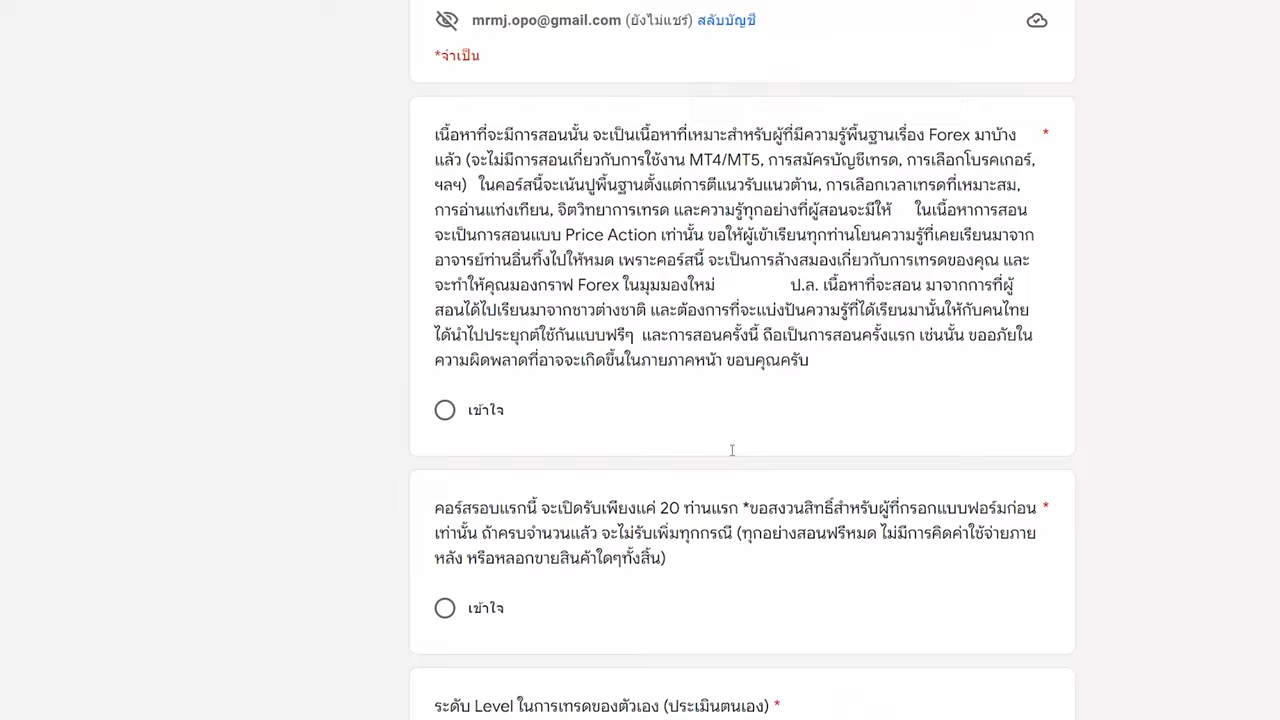 mrmj.opo@gmail.com (ยังไม่แชร์) สลับบัญชี
*จำเป็น
เนื้อหาที่จะมีการสอนนั้น จะเป็นเนื้อหาที่เหมาะสำหรับผู้ที่มีความรู้พื้นฐานเรื่อง Forex มาบ้าง *
แล้ว (จะไม่มีการสอนเกี่ยวกับการใช้งาน MT4/MT5, การสมัครบัญชีเทรด, การเลือกโบรคเกอร์,
ฯลฯ) ในคอร์สนี้จะเน้นปูพื้นฐานตั้งแต่การตีแนวรับแนวต้าน, การเลือกเวลาเทรดที่เหมาะสม,
การอ่านแท่งเทียน, จิตวิทยาการเทรด และความรู้ทุกอย่างที่ผู้สอนจะมีให้ ในเนื้อหาการสอน
จะเป็นการสอนแบบ Price Action เท่านั้น ขอให้ผู้เข้าเรียนทุกท่านโยนความรู้ที่เคยเรียนมาจาก
อาจารย์ท่านอื่นทิ้งไปให้หมด เพราะคอร์สนี้ จะเป็นการล้างสมองเกี่ยวกับการเทรดของคุณ และ
จะทำให้คุณมองกราฟ Forex ในมุมมองใหม่ ป.ล. เนื้อหาที่จะสอน มาจากการที่ผู้
สอนได้ไปเรียนมาจากชาวต่างชาติ และต้องการที่จะแบ่งปันความรู้ที่ได้เรียนมานั้นให้กับคนไทย
ได้นำไปประยุกต์ใช้กันแบบฟรีๆ และการสอนครั้งนี้ ถือเป็นการสอนครั้งแรก เช่นนั้น ขออภัยใน
ความผิดพลาดที่อาจจะเกิดขึ้นในภายภาคหน้า ขอบคุณครับ
เข้าใจ
คอร์สรอบแรกนี้ จะเปิดรับเพียงแค่ 20 ท่านแรก *ขอสงวนสิทธิ์สำหรับผู้ที่กรอกแบบฟอร์มก่อน *
เท่านั้น ถ้าครบจำนวนแล้ว จะไม่รับเพิ่มทุกกรณี (ทุกอย่างสอนฟรีหมด ไม่มีการคิดค่าใช้จ่ายภาย
หลัง หรือหลอกขายสินค้าใดๆทั้งสิ้น)
เข้าใจ
ระดับ Level ในการเทรดของตัวเอง (ประเมินตนเอง) *